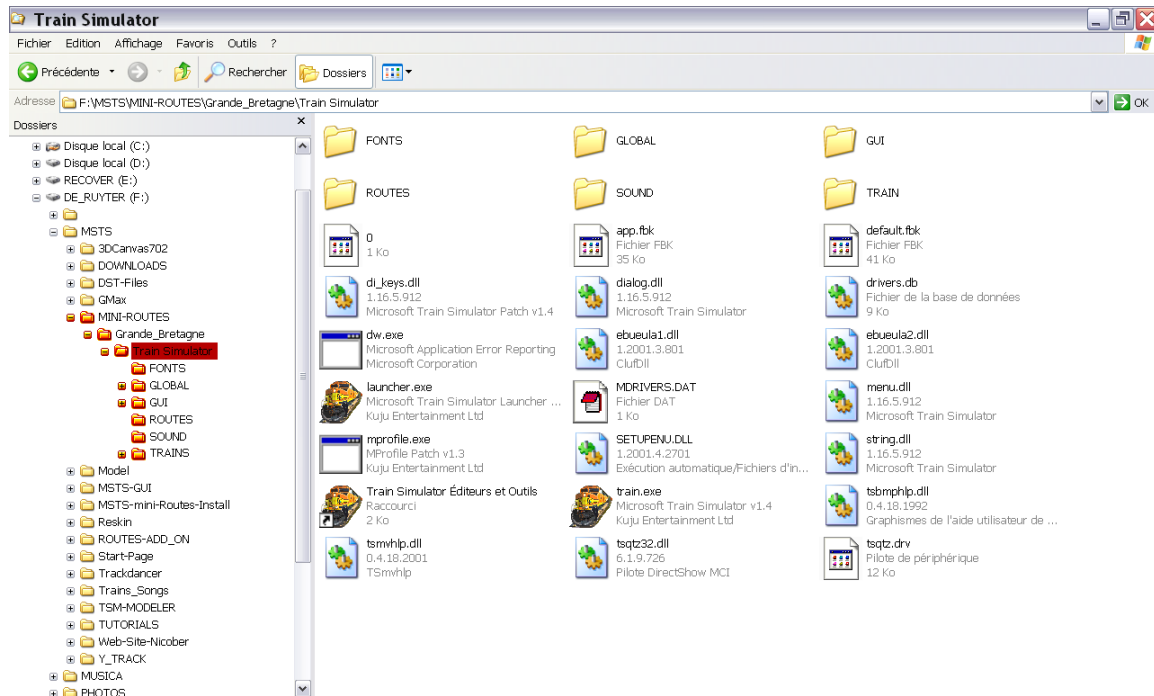 Train Simulator
Fichier Edition Affichage Favoris Outils ?
Précédente Rechercher Dossiers
Adresse F:\MSTS\MINI-ROUTES\Grande_Bretagne\Train Simulator OK
Dossiers x
Disque local (C:)
Disque local (D:)
RECOVER (E:)
DE_RUYTER (F:)
MSTS
3DCanvas702
DOWNLOADS
DST-Files
GMax
MINI-ROUTES
Grande_Bretagne
Train Simulator
FONTS
GLOBAL
GUI
ROUTES
SOUND
TRAINS
Model
MSTS-GUI
MSTS-mini-Routes-Install
Reskin
ROUTES-ADD_ON
Start-Page
Trackdancer
Trains_Songs
TSM-MODELER
TUTORIALS
Web-Site-Nicober
Y_TRACK
MUSICA
PHOTOS
FONTS
GLOBAL
GUI
ROUTES
SOUND
TRAIN
0
1 Ko
app.fbk
Fichier FBK
35 Ko
default.fbk
Fichier FBK
41 Ko
di_keys.dll
1.16.5.912
Microsoft Train Simulator Patch v1.4
dialog.dll
1.16.5.912
Microsoft Train Simulator
drivers.db
Fichier de la base de données
9 Ko
dw.exe
Microsoft Application Error Reporting
Microsoft Corporation
ebueula1.dll
1.2001.3.801
ClufDll
ebueula2.dll
1.2001.3.801
ClufDll
launcher.exe
Microsoft Train Simulator Launcher ...
Kuju Entertainment Ltd
MDRIVERS.DAT
Fichier DAT
1 Ko
menu.dll
1.16.5.912
Microsoft Train Simulator
mprofile.exe
MProfile Patch v1.3
Kuju Entertainment Ltd
SETUPENU.DLL
1.2001.4.2701
Exécution automatique/Fichiers d'in...
string.dll
1.16.5.912
Microsoft Train Simulator
Train Simulator Éditeurs et Outils
Raccourci
2 Ko
train.exe
Microsoft Train Simulator v1.4
Kuju Entertainment Ltd
tsbmphlp.dll
0.4.18.1992
Graphismes de l'aide utilisateur de ...
tsmvhlp.dll
0.4.18.2001
TSmvhlp
tsqtz32.dll
6.1.9.726
Pilote DirectShow MCI
tsqtz.drv
Pilote de périphérique
12 Ko